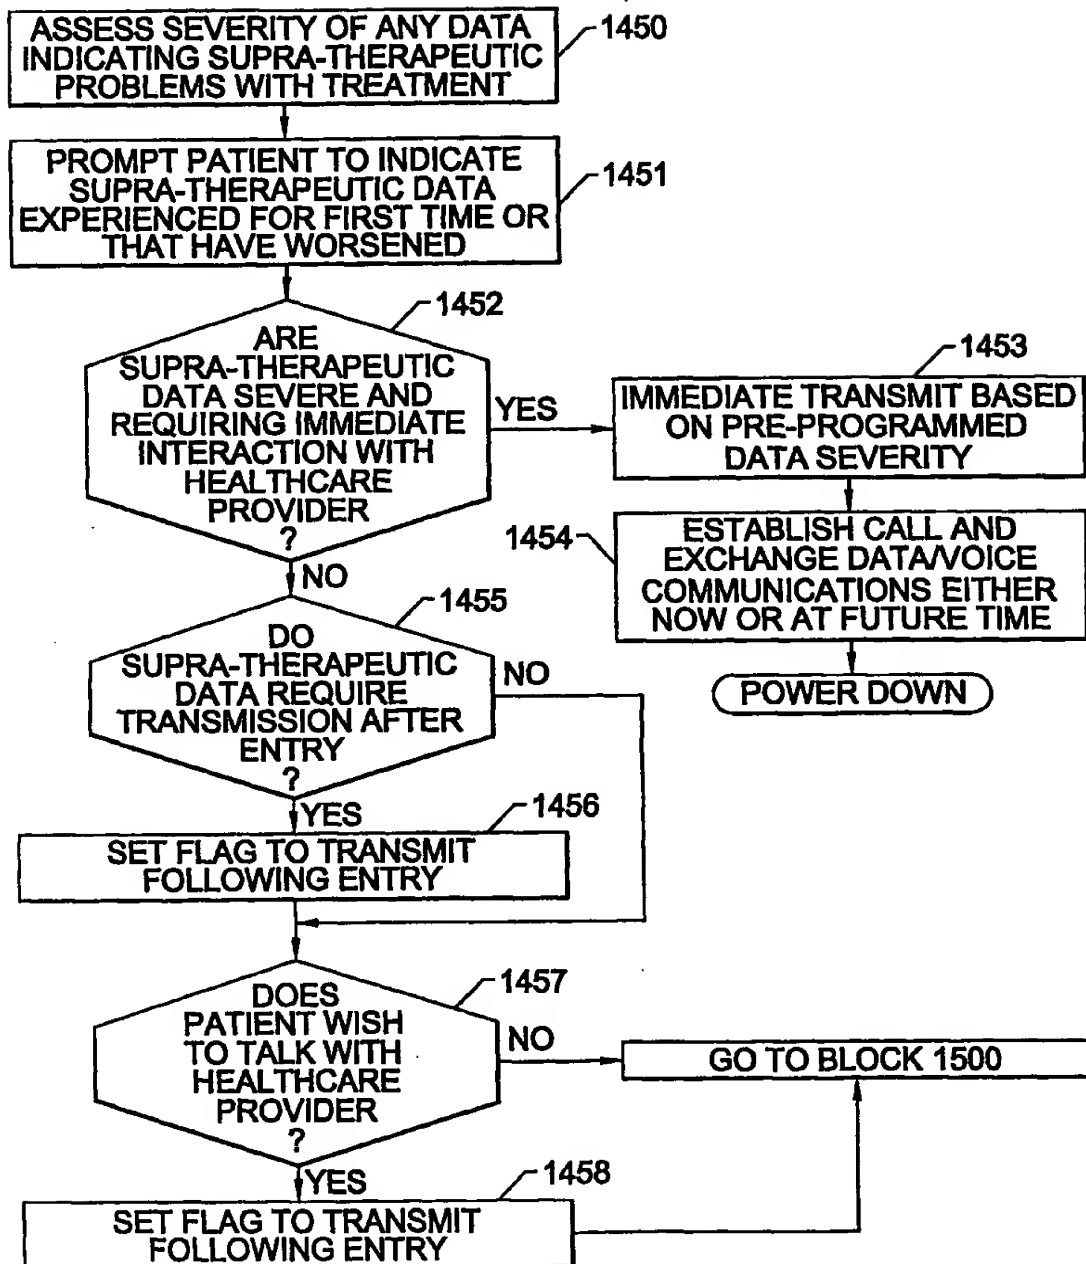 ASSESS SEVERITY OF ANY DATA
INDICATING SUPRA-THERAPEUTIC
PROBLEMS WITH TREATMENT
1450
PROMPT PATIENT TO INDICATE
SUPRA-THERAPEUTIC DATA
EXPERIENCED FOR FIRST TIME OR
THAT HAVE WORSENED
1451
1452
ARE
SUPRA-THERAPEUTIC
DATA SEVERE AND
REQUIRING IMMEDIATE
INTERACTION WITH
HEALTHCARE
PROVIDER
?
YES
NO
1453
IMMEDIATE TRANSMIT BASED
ON PRE-PROGRAMMED
DATA SEVERITY
1454
ESTABLISH CALL AND
EXCHANGE DATA/VOICE
COMMUNICATIONS EITHER
NOW OR AT FUTURE TIME
POWER DOWN
1455
DO
SUPRA-THERAPEUTIC
DATA REQUIRE
TRANSMISSION AFTER
ENTRY
?
NO
YES
1456
SET FLAG TO TRANSMIT
FOLLOWING ENTRY
1457
DOES
PATIENT WISH
TO TALK WITH
HEALTHCARE
PROVIDER
?
NO
GO TO BLOCK 1500
YES
1458
SET FLAG TO TRANSMIT
FOLLOWING ENTRY